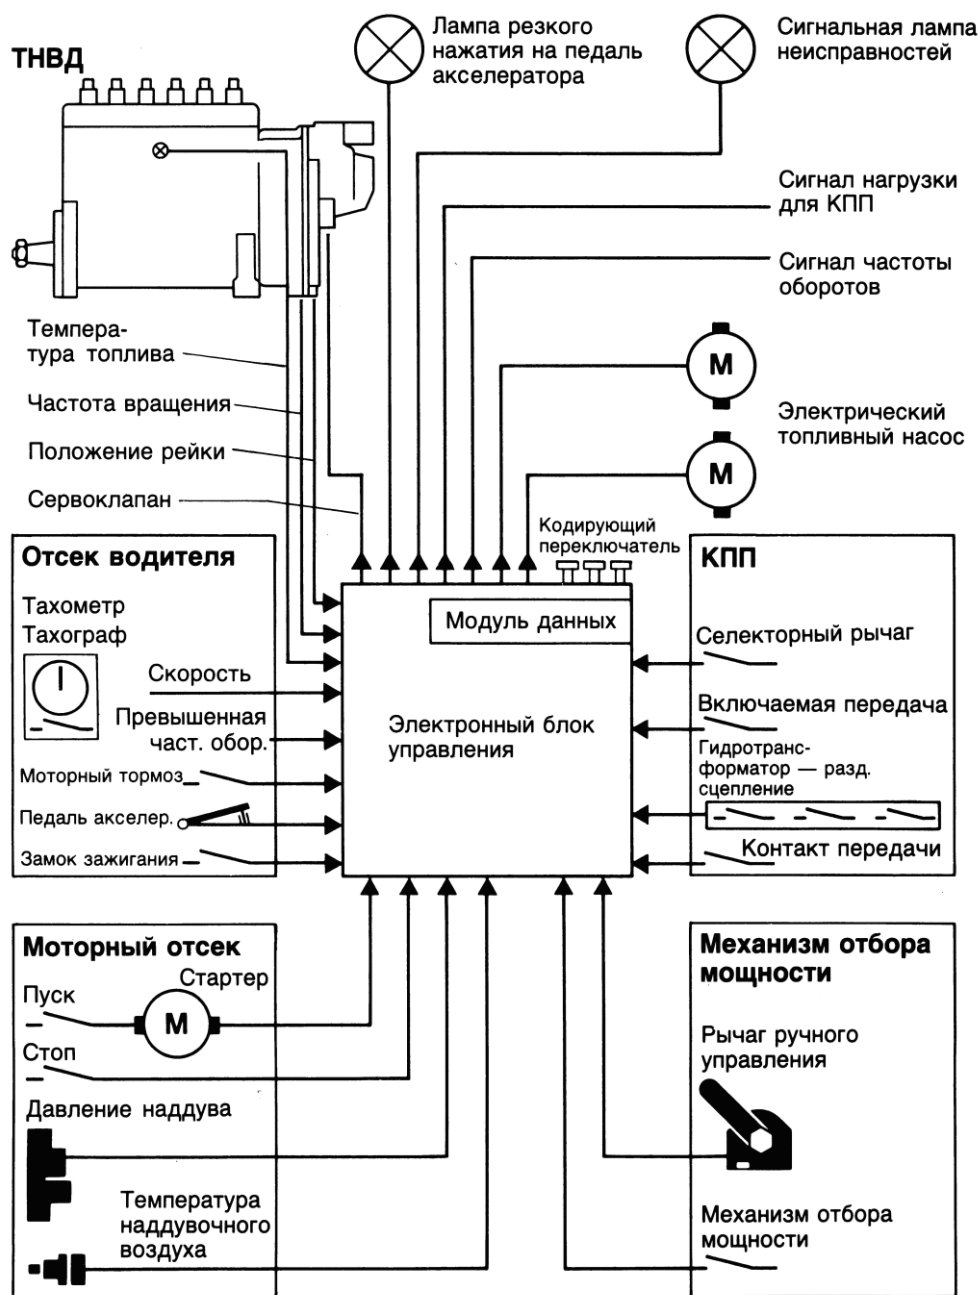 ТНВД
Лампа резкого
нажатия на педаль
акселератора
Сигнальная лампа
неисправностей
Сигнал нагрузки
для КПП
Сигнал частоты
оборотов
М
Электрический
топливный насос
М
Темпера-
тура топлива
Частота вращения
Положение рейки
Сервоклапан
Кодирующий
переключатель
Отсек водителя
Тахометр
Тахограф
Скорость
Превышенная
част. обор.
Моторный тормоз
Педаль акселер.
Замок зажигания
Модуль данных
Электронный блок
управления
КПП
Селекторный рычаг
Включаемая передача
Гидротранс-
форматор — разд.
сцепление
Контакт передачи
Моторный отсек
Стартер
Пуск
М
Стоп
Давление наддува
Температура
наддувочного
воздуха
Механизм отбора
мощности
Рычаг ручного
управления
Механизм отбора
мощности